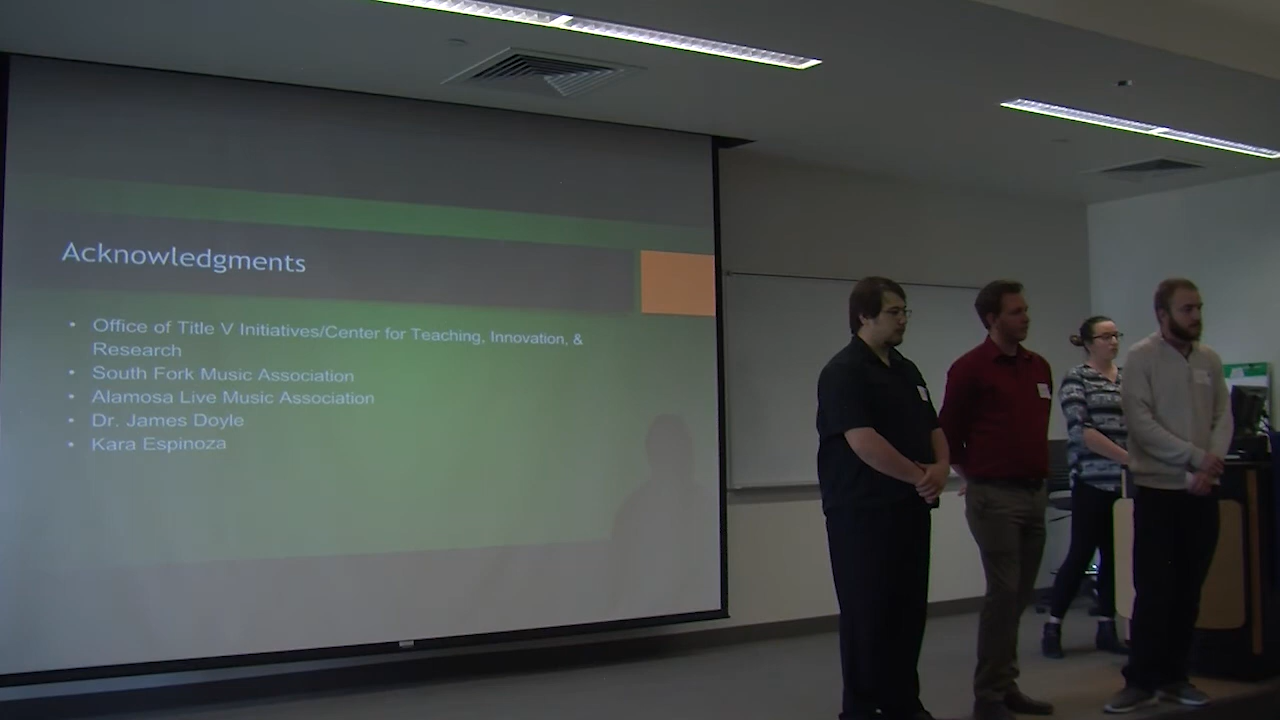 Acknowledgments
• Office of Title V Initiatives/Center for Teaching, Innovation, &
Research
• South Fork Music Association
• Alamosa Live Music Association
• Dr. James Doyle
• Kara Espinoza